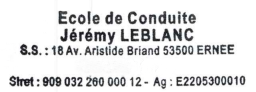 Ecole de Conduite
Jérémy LEBLANC
S.S. : 18 Av. Aristide Briand 53500 ERNEE
Siret : 909 032 260 000 12 - Ag : E2205300010